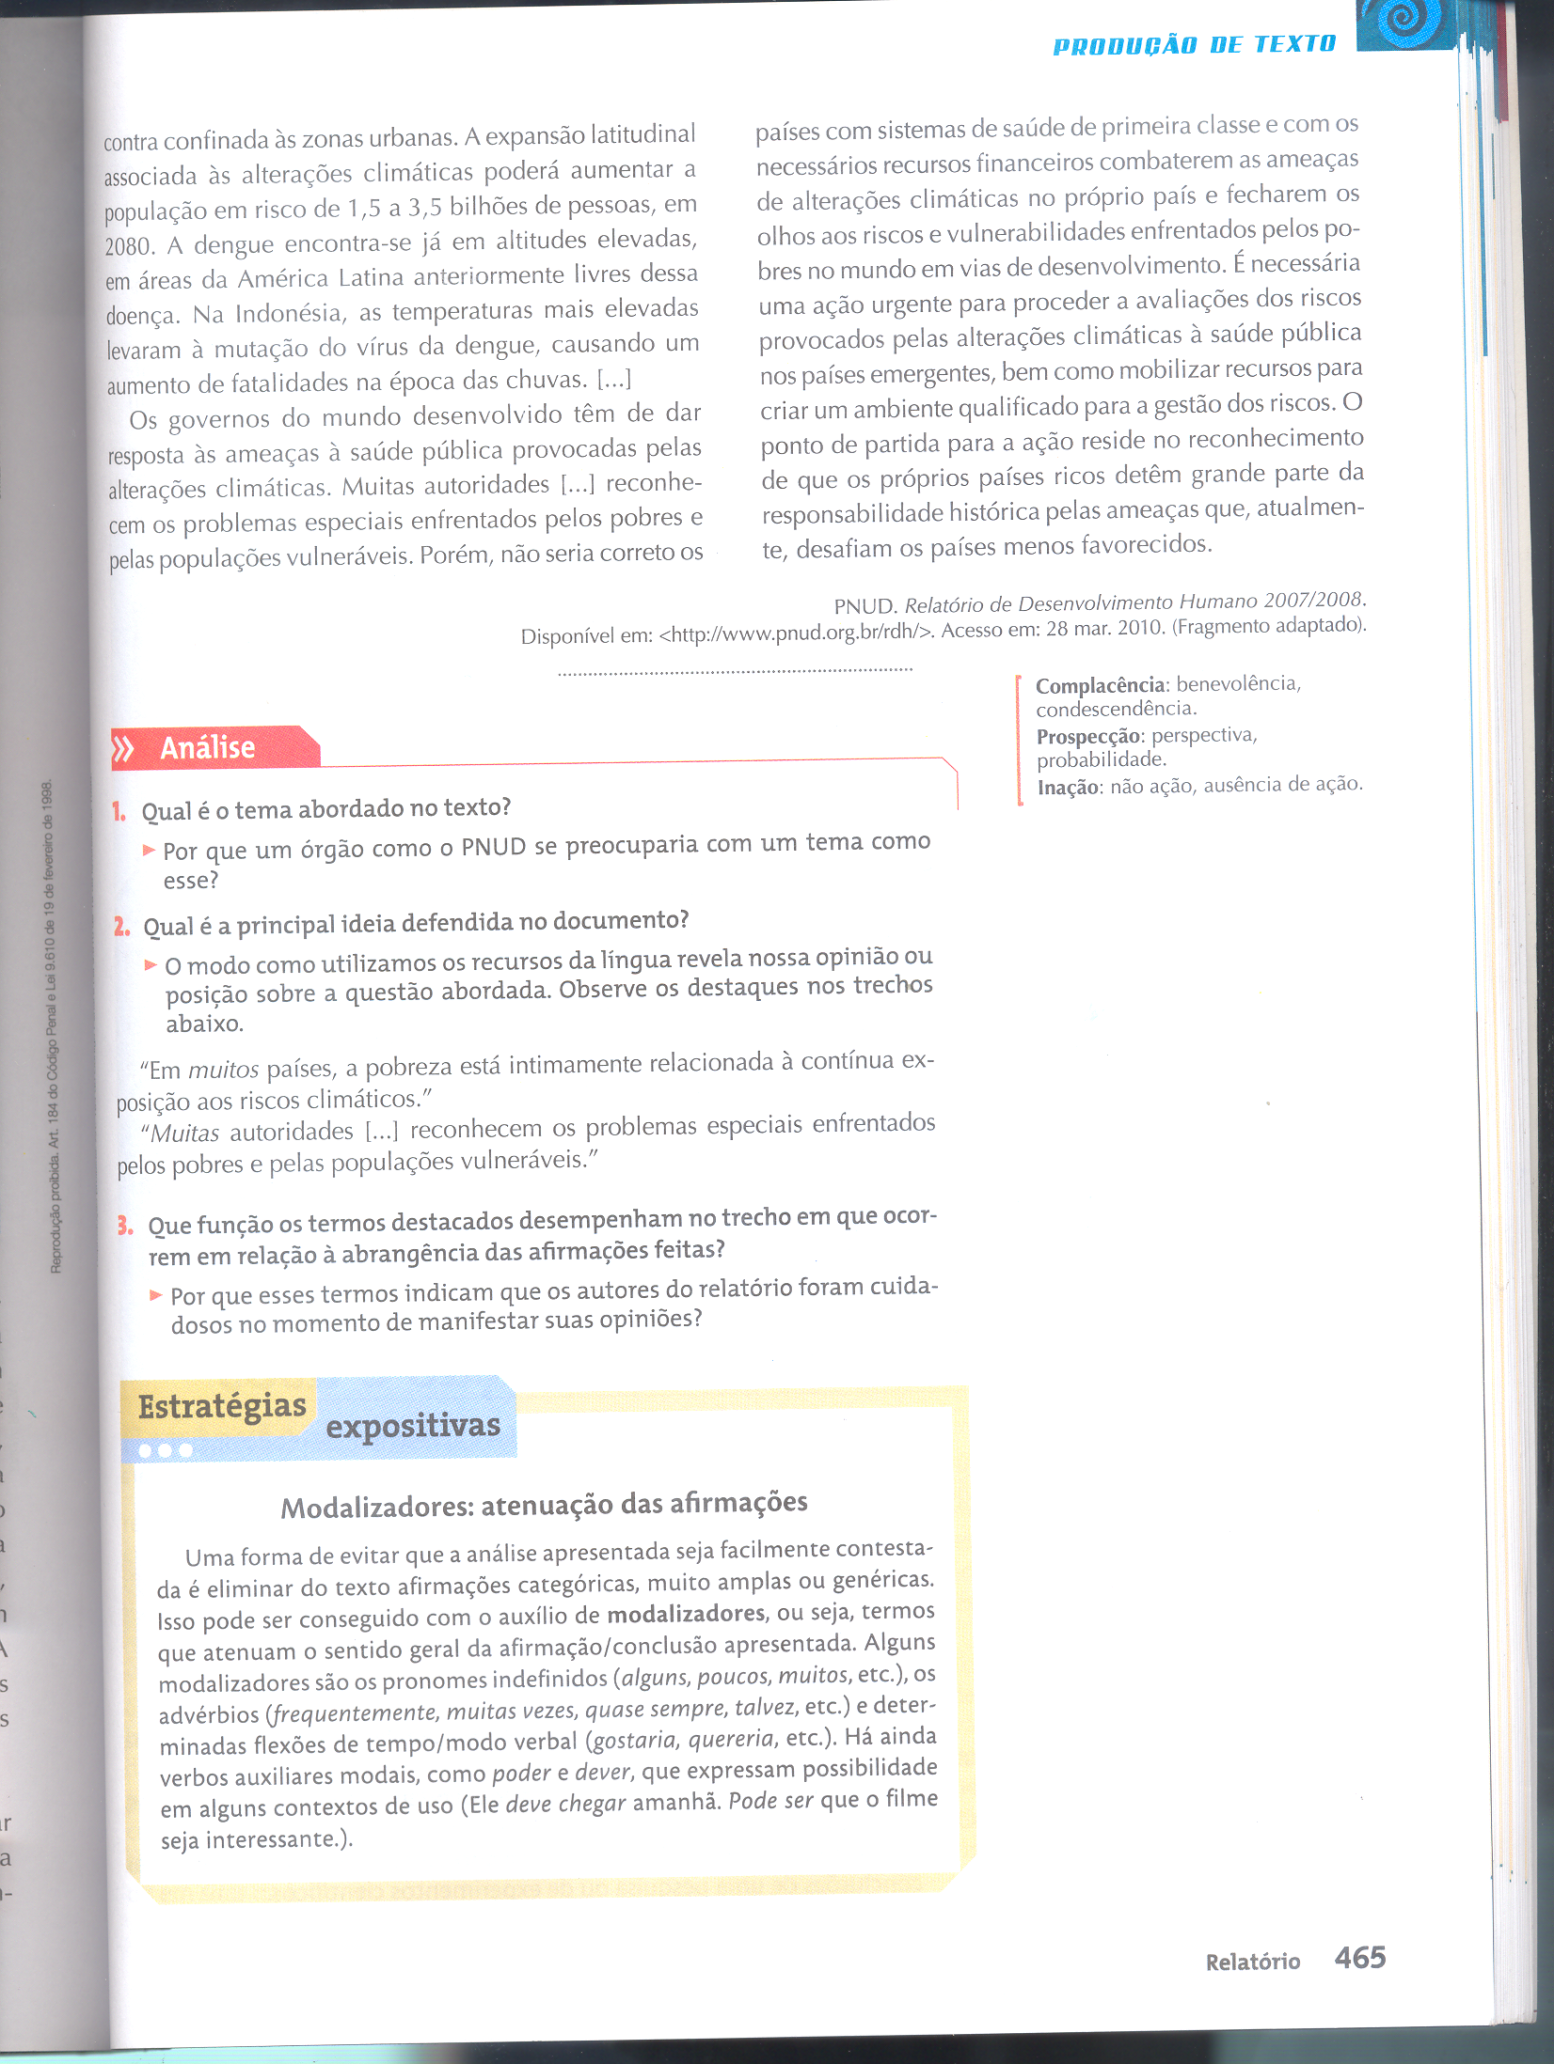 PRODUÇÃO DE TEXTO
contra confinada às zonas urbanas. A expansão latitudinal
associada às alterações climáticas poderá aumentar a
população em risco de 1,5 a 3,5 bilhões de pessoas, em
2080. A dengue encontra-se já em altitudes elevadas,
em áreas da América Latina anteriormente livres dessa
doença. Na Indonésia, as temperaturas mais elevadas
levaram à mutação do vírus da dengue, causando um
aumento de fatalidades na época das chuvas. [...]
Os governos do mundo desenvolvido têm de dar
resposta às ameaças à saúde pública provocadas pelas
alterações climáticas. Muitas autoridades [...] reconhe-
cem os problemas especiais enfrentados pelos pobres e
pelas populações vulneráveis. Porém, não seria correto os
países com sistemas de saúde de primeira classe e com os
necessários recursos financeiros combaterem as ameaças
de alterações climáticas no próprio país e fecharem os
olhos aos riscos e vulnerabilidades enfrentados pelos po-
bres no mundo em vias de desenvolvimento. É necessária
uma ação urgente para proceder a avaliações dos riscos
provocados pelas alterações climáticas à saúde pública
nos países emergentes, bem como mobilizar recursos para
criar um ambiente qualificado para a gestão dos riscos. O
ponto de partida para a ação reside no reconhecimento
de que os próprios países ricos detêm grande parte da
responsabilidade histórica pelas ameaças que, atualmen-
te, desafiam os países menos favorecidos.
PNUD. Relatório de Desenvolvimento Humano 2007/2008.
Disponível em: <http://www.pnud.org.br/rdh/>. Acesso em: 28 mar. 2010. (Fragmento adaptado).
Complacência: benevolência,
condescendência.
Prospecção: perspectiva,
probabilidade.
Inação: não ação, ausência de ação.
Análise
1. Qual é o tema abordado no texto?
Por que um órgão como o PNUD se preocuparia com um tema como
esse?
2. Qual é a principal ideia defendida no documento?
O modo como utilizamos os recursos da língua revela nossa opinião ou
posição sobre a questão abordada. Observe os destaques nos trechos
abaixo.
"Em muitos países, a pobreza está intimamente relacionada à contínua ex-
posição aos riscos climáticos."
"Muitas autoridades [...] reconhecem os problemas especiais enfrentados
pelos pobres e pelas populações vulneráveis."
3. Que função os termos destacados desempenham no trecho em que ocor-
rem em relação à abrangência das afirmações feitas?
Por que esses termos indicam que os autores do relatório foram cuida-
dosos no momento de manifestar suas opiniões?
Estratégias
expositivas
Modalizadores: atenuação das afirmações
Uma forma de evitar que a análise apresentada seja facilmente contesta-
da é eliminar do texto afirmações categóricas, muito amplas ou genéricas.
Isso pode ser conseguido com o auxílio de modalizadores, ou seja, termos
que atenuam o sentido geral da afirmação/conclusão apresentada. Alguns
modalizadores são os pronomes indefinidos (alguns, poucos, muitos, etc.), os
advérbios (frequentemente, muitas vezes, quase sempre, talvez, etc.) e deter-
minadas flexões de tempo/modo verbal (gostaria, quereria, etc.). Há ainda
verbos auxiliares modais, como poder e dever, que expressam possibilidade
em alguns contextos de uso (Ele deve chegar amanhã. Pode ser que o filme
seja interessante.).
Relatório 465
Reprodução proibida. Art. 184 do Código Penal e Lei 9.610 de 19 de fevereiro de 1998.